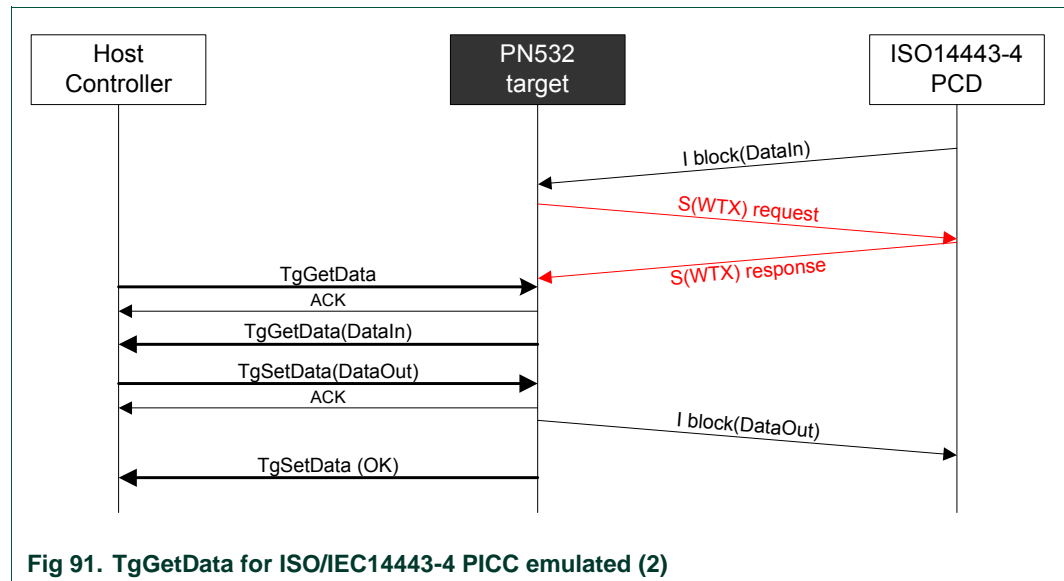 Host
Controller
PN532
target
ISO14443-4
PCD
I block(DataIn)
S(WTX) request
S(WTX) response
TgGetData
ACK
TgGetData(DataIn)
TgSetData(DataOut)
ACK
I block(DataOut)
TgSetData (OK)
Fig 91. TgGetData for ISO/IEC14443-4 PICC emulated (2)